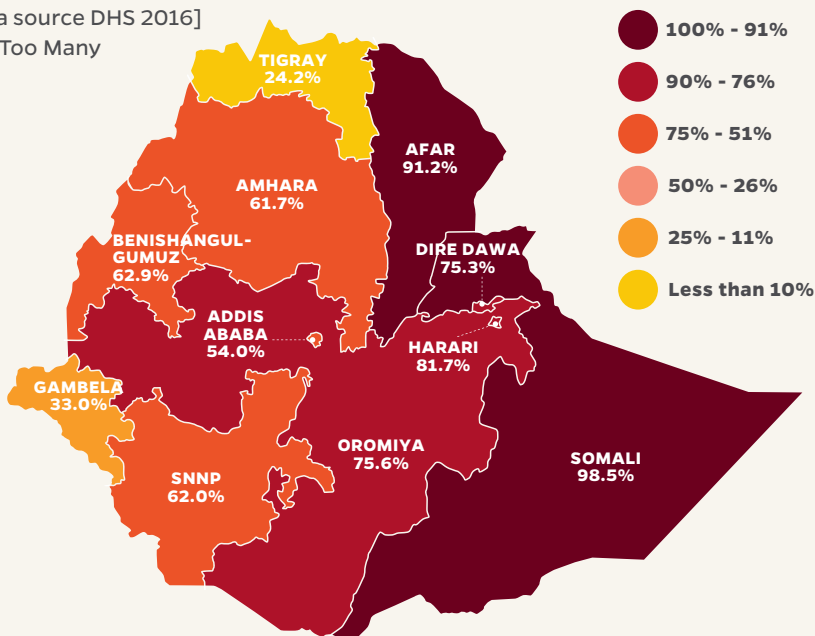 a source DHS 2016]
Too Many
100% - 91%
90% - 76%
75% - 51%
50% - 26%
25% - 11%
Less than 10%
TIGRAY
24.2%
AFAR
91.2%
AMHARA
61.7%
BENISHANGUL-
GUMUZ
62.9%
DIRE DAWA
75.3%
ADDIS
ABABA
54.0%
HARARI
81.7%
GAMBELA
33.0%
OROMIYA
75.6%
SOMALI
98.5%
SNNP
62.0%